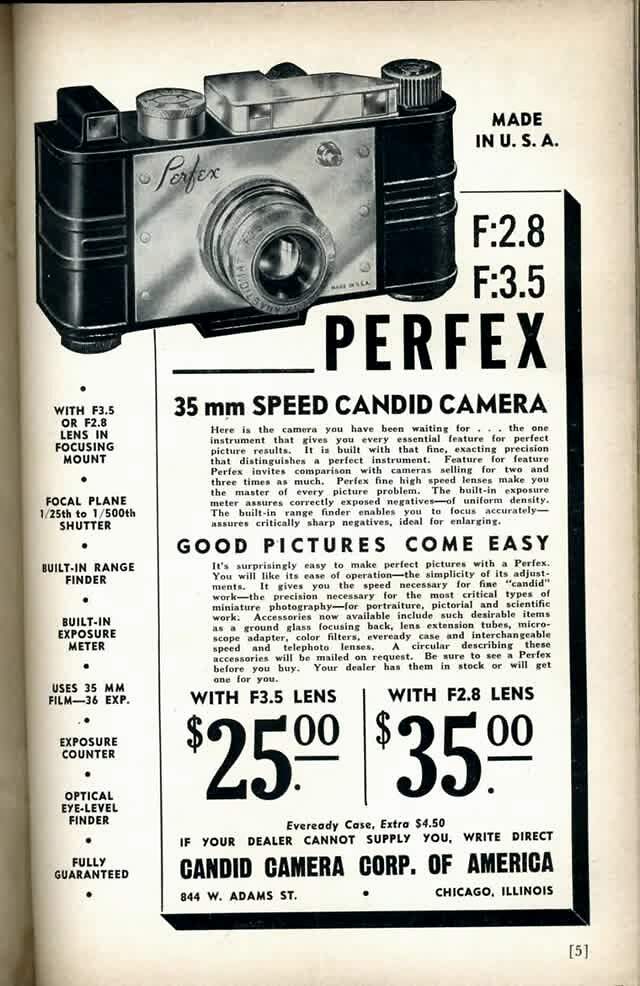 MADE
IN U. S. A.
Perfex
MADE IN U.S.A.
F:2.8
F:3.5
PERFEX
35 mm SPEED CANDID CAMERA
Here is the camera you have been waiting for . . . the one
instrument that gives you every essential feature for perfect
picture results. It is built with that fine, exacting precision
that distinguishes a perfect instrument. Feature for feature
Perfex invites comparison with cameras selling for two and
three times as much. Perfex fine high speed lenses make you
the master of every picture problem. The built-in exposure
meter assures correctly exposed negatives—of uniform density.
The built-in range finder enables you to focus accurately—
assures critically sharp negatives, ideal for enlarging.
GOOD PICTURES COME EASY
It's surprisingly easy to make perfect pictures with a Perfex.
You will like its ease of operation—the simplicity of its adjust-
ments. It gives you the speed necessary for fine "candid"
work—the precision necessary for the most critical types of
miniature photography—for portraiture, pictorial and scientific
work. Accessories now available include such desirable items
as a ground glass focusing back, lens extension tubes, micro-
scope adapter, color filters, eveready case and interchangeable
speed and telephoto lenses. A circular describing these
accessories will be mailed on request. Be sure to see a Perfex
before you buy. Your dealer has them in stock or will get
one for you.
WITH F3.5 LENS
$25.00
WITH F2.8 LENS
$35.00
Eveready Case, Extra $4.50
IF YOUR DEALER CANNOT SUPPLY YOU, WRITE DIRECT
CANDID CAMERA CORP. OF AMERICA
844 W. ADAMS ST. • CHICAGO, ILLINOIS
•
WITH F3.5
OR F2.8
LENS IN
FOCUSING
MOUNT
•
FOCAL PLANE
1/25th to 1/500th
SHUTTER
•
BUILT-IN RANGE
FINDER
•
BUILT-IN
EXPOSURE
METER
•
USES 35 MM
FILM—36 EXP.
•
EXPOSURE
COUNTER
•
OPTICAL
EYE-LEVEL
FINDER
•
FULLY
GUARANTEED
•
[5]